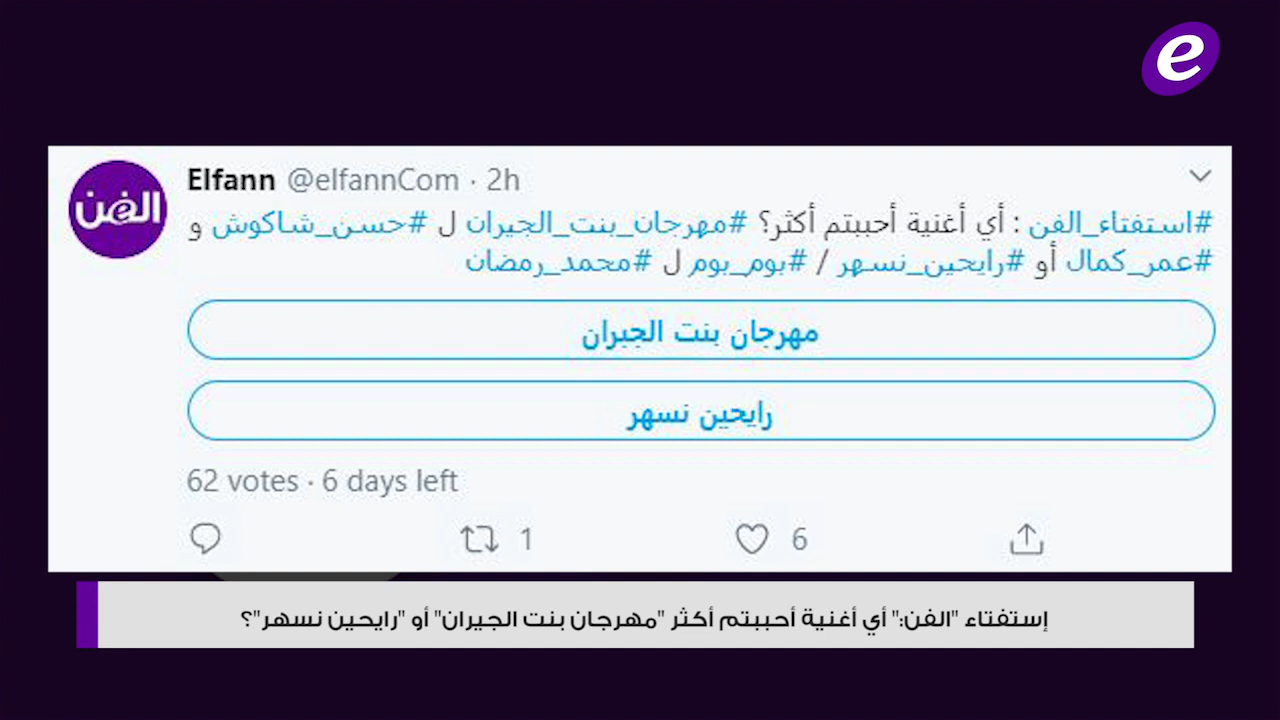 e
Elfann @elfannCom · 2h
الفن
#استفتاء_الفن : أي أغنية أحببتم أكثر؟ #مهرجان_بنت_الجيران ل #حسن_شاكوش و
#عمر_كمال أو #رايحين_نسهر / #بوم_بوم ل #محمد_رمضان
مهرجان بنت الجيران
رايحين نسهر
62 votes · 6 days left
1
6
إستفتاء "الفن:" أي أغنية أحببتم أكثر "مهرجان بنت الجيران" أو "رايحين نسهر"؟